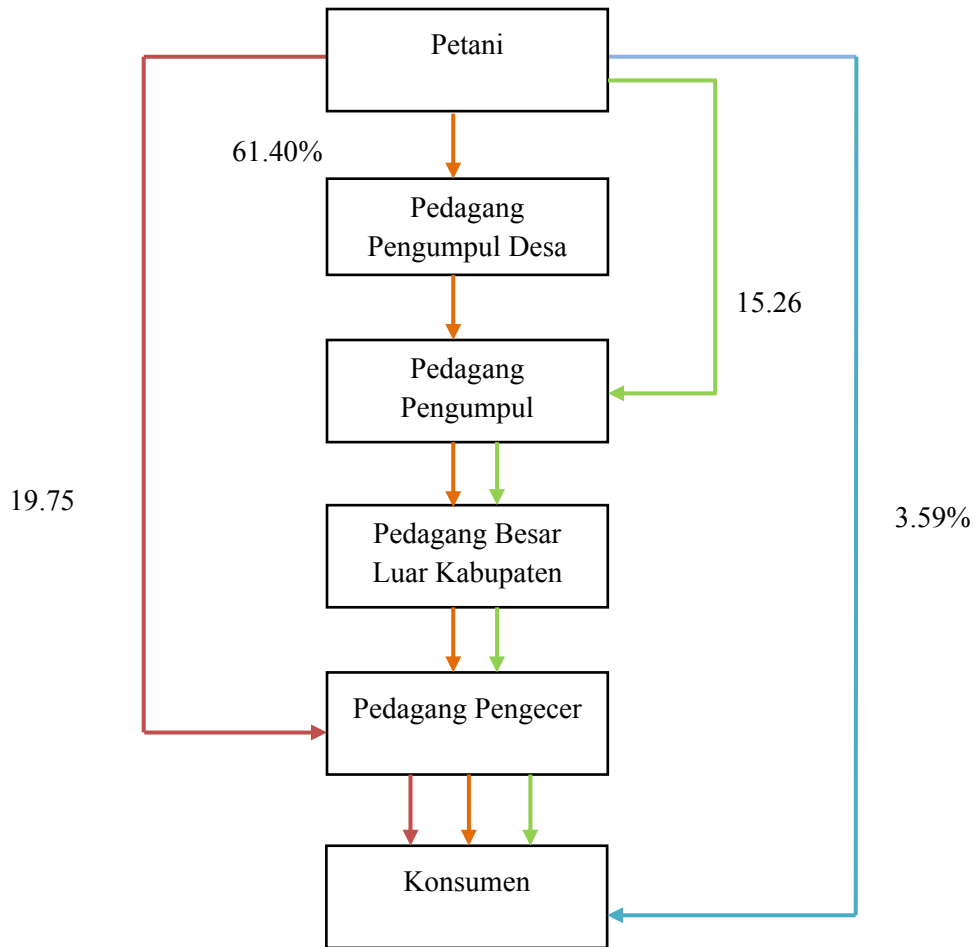 Petani
61.40%
Pedagang
Pengumpul Desa
15.26
Pedagang
Pengumpul
19.75
3.59%
Pedagang Besar
Luar Kabupaten
Pedagang Pengecer
Konsumen